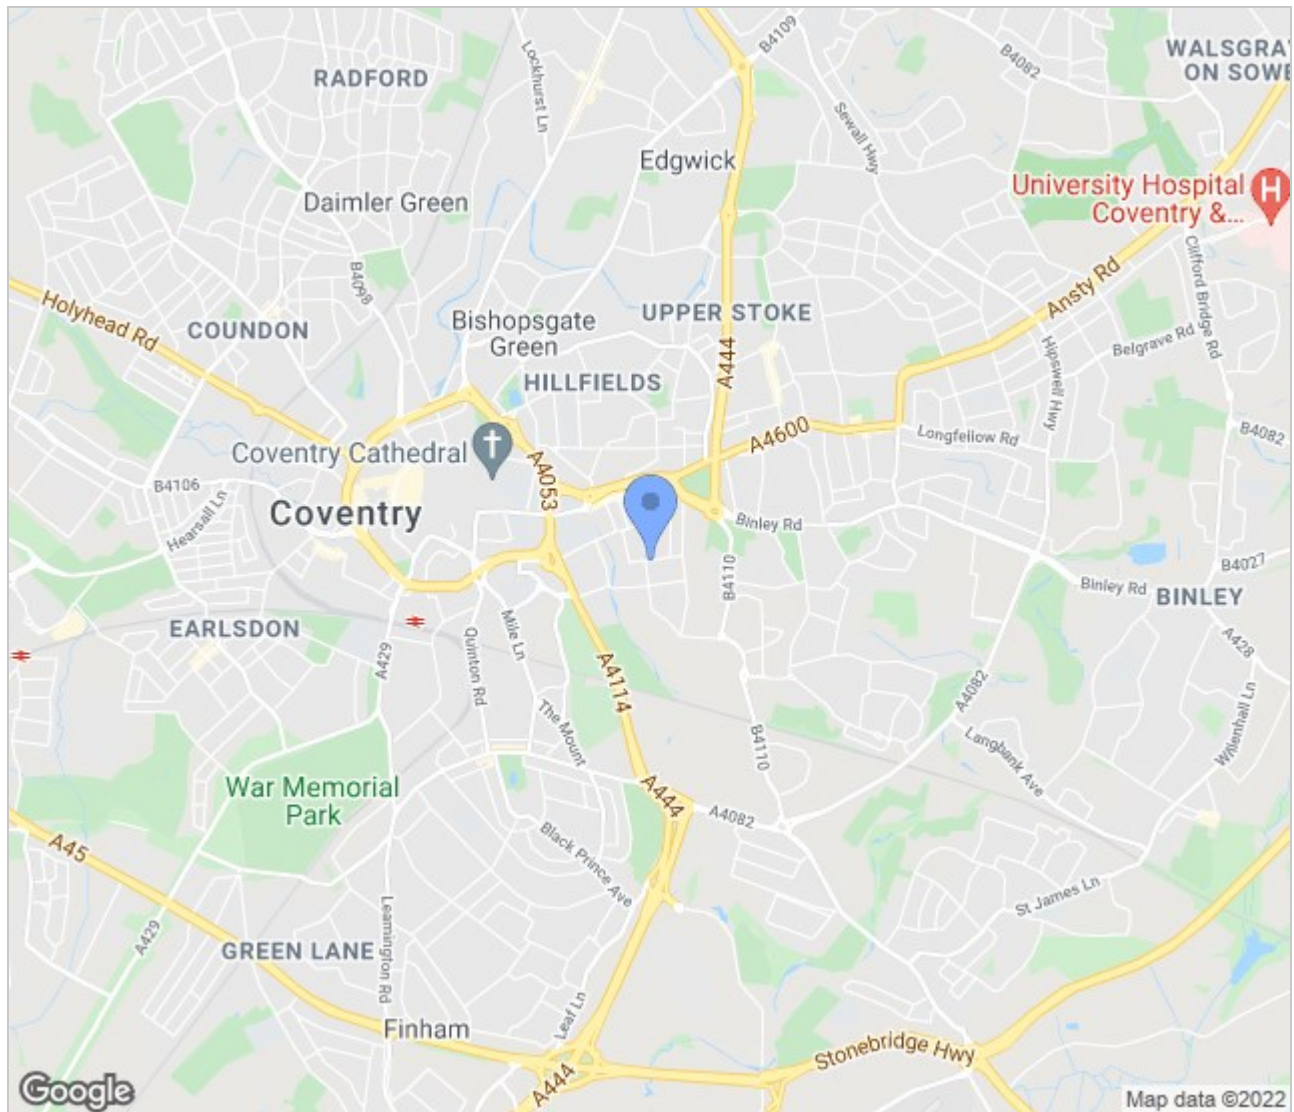 B4109
B4082
WALSGRA
ON SOWE
RADFORD
Lockhurst Ln
Sewall Hwy
Edgwick
University Hospital
Coventry &...
H
Daimler Green
B4098
Clifford Bridge Rd
Ansty Rd
Holyhead Rd
COUNDON
Bishopsgate
Green
UPPER STOKE
A444
Belgrave Rd
Hipswell Hwy
HILLFIELDS
Coventry Cathedral
A4053
A4600
Longfellow Rd
B4082
B4106
Hearsall Ln
Coventry
Binley Rd
B4110
B4027
Binley Rd
BINLEY
EARLSDON
A429
Quinton Rd
Mile Ln
A4114
A4082
A428
The Mount
B4110
Langbank Ave
Willenhall Ln
War Memorial
Park
A444
A4082
A45
Black Prince Ave
St James Ln
A429
Leamington Rd
GREEN LANE
Leaf Ln
Finham
Stonebridge Hwy
A444
Google
Map data ©2022